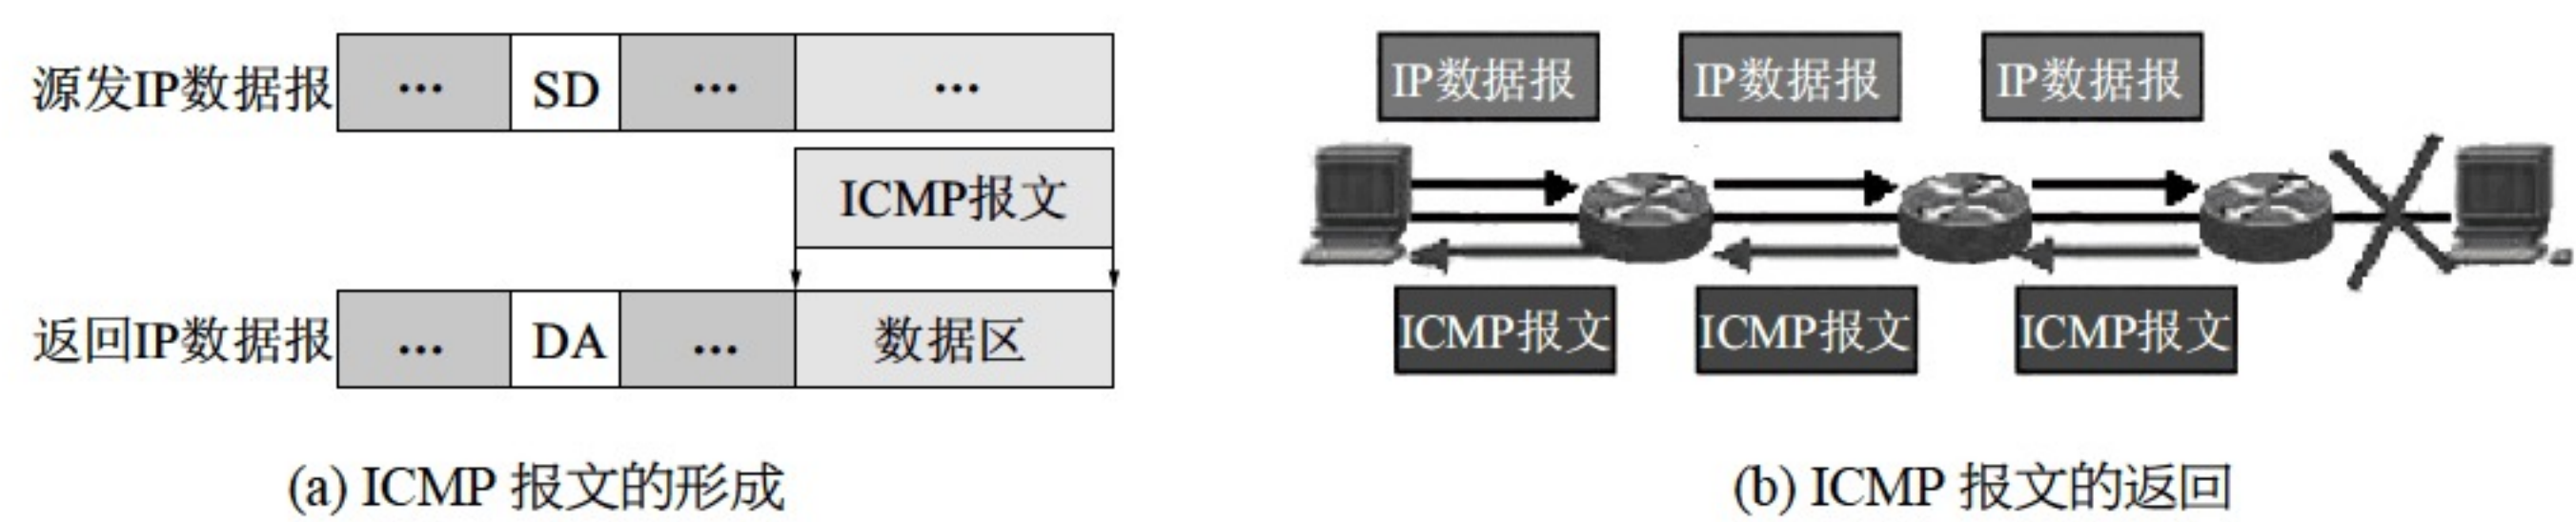 源发IP数据报 ... SD ... ...
ICMP报文
返回IP数据报 ... DA ... 数据区
(a) ICMP 报文的形成
IP数据报 IP数据报 IP数据报
ICMP报文 ICMP报文 ICMP报文
(b) ICMP 报文的返回